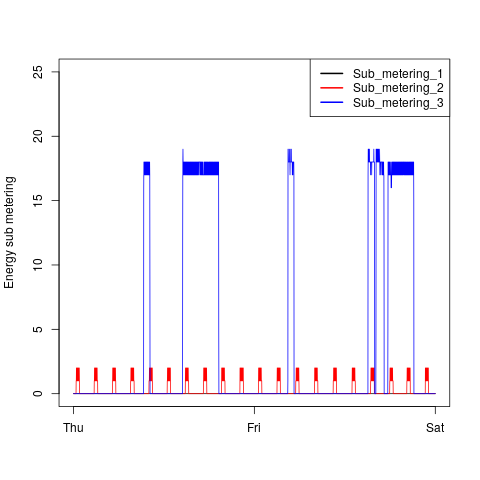 Sub_metering_1
Sub_metering_2
Sub_metering_3
Energy sub metering
25
20
15
10
5
0
Thu
Fri
Sat